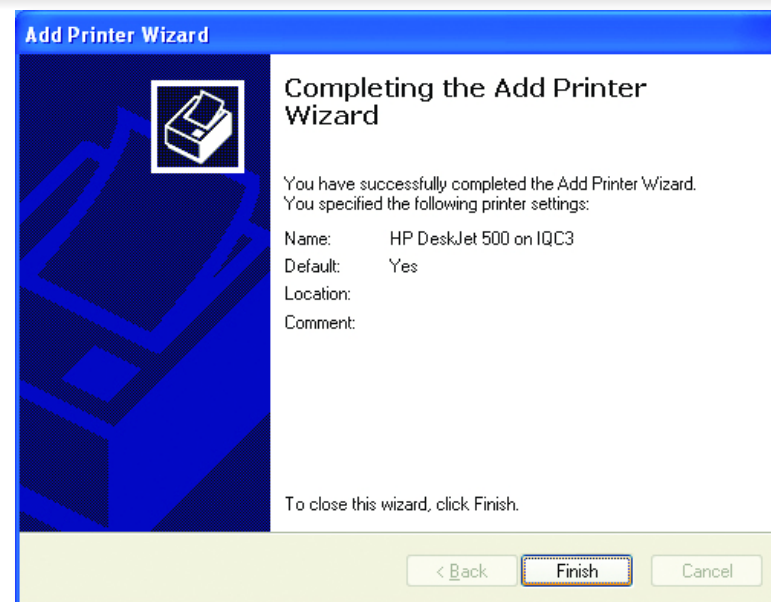 Add Printer Wizard
Completing the Add Printer
Wizard
You have successfully completed the Add Printer Wizard.
You specified the following printer settings:
Name: HP DeskJet 500 on IQC3
Default: Yes
Location:
Comment:
To close this wizard, click Finish.
< Back Finish Cancel